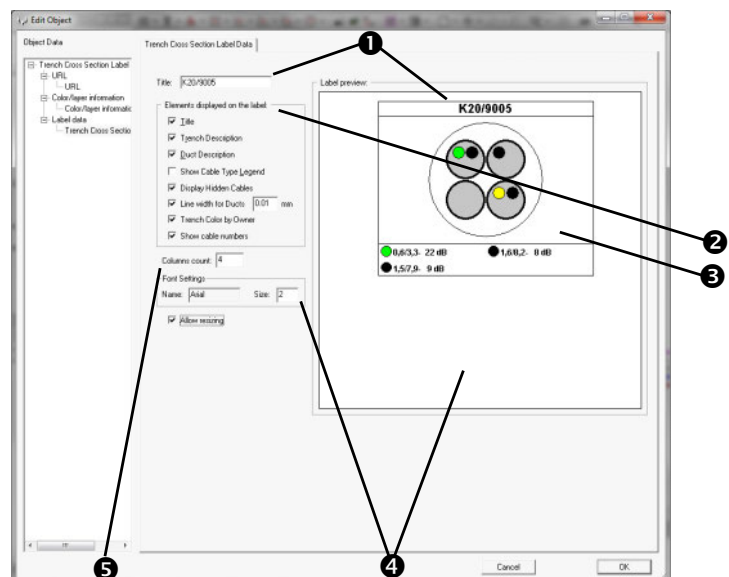 Edit Object
Object Data
Trench Cross Section Label
URL
URL
Color/layer information
Color/layer informatic
Label data
Trench Cross Sectio
Trench Cross Section Label Data
Title: K20/9005
Elements displayed on the label
Title
Trench Description
Duct Description
Show Cable Type Legend
Display Hidden Cables
Line width for Ducts 0.01 mm
Trench Color by Owner
Show cable numbers
Columns count: 4
Font Settings
Name: Arial Size: 2
Allow resizing
Label preview:
K20/9005
0,6/3,3- 22 dB 1,6/8,2- 8 dB
1,5/7,9- 9 dB
1
2
3
4
5
Cancel OK